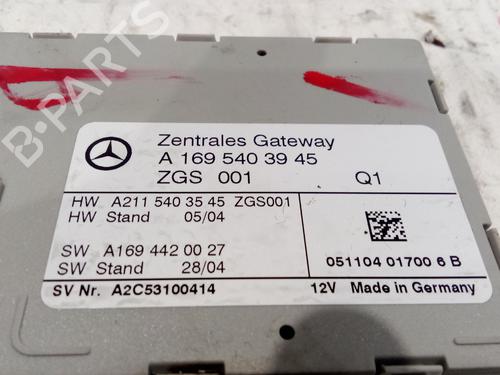 B-PARTS
Zentrales Gateway
A 169 540 39 45
ZGS 001 Q1
HW A211 540 35 45 ZGS001
HW Stand 05/04
SW A169 442 00 27
SW Stand 28/04
051104 01700 6 B
SV Nr. A2C53100414 12V Made in Germany